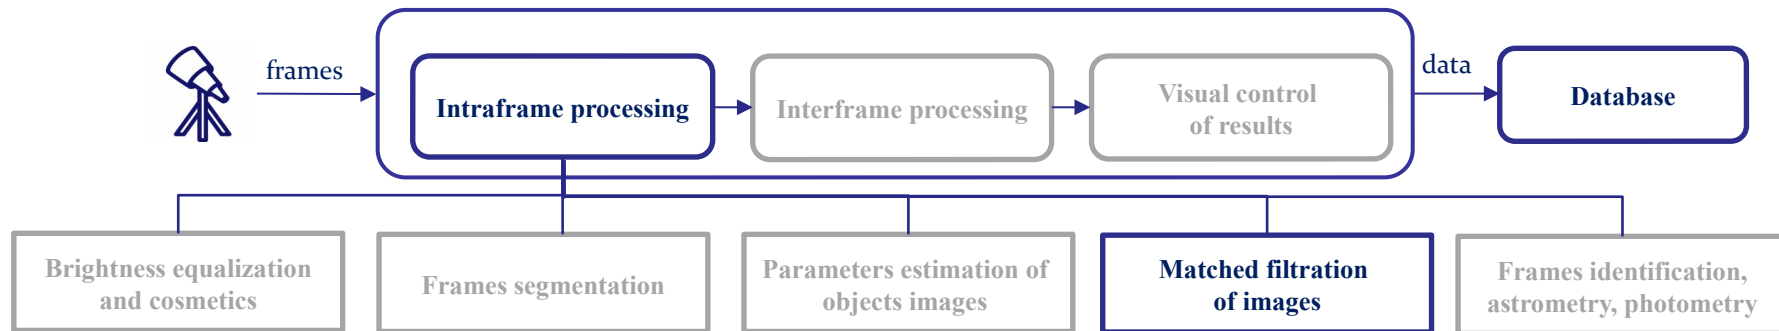 frames
Intraframe processing
Interframe processing
Visual control
of results
data
Database
Brightness equalization
and cosmetics
Frames segmentation
Parameters estimation of
objects images
Matched filtration
of images
Frames identification,
astrometry, photometry